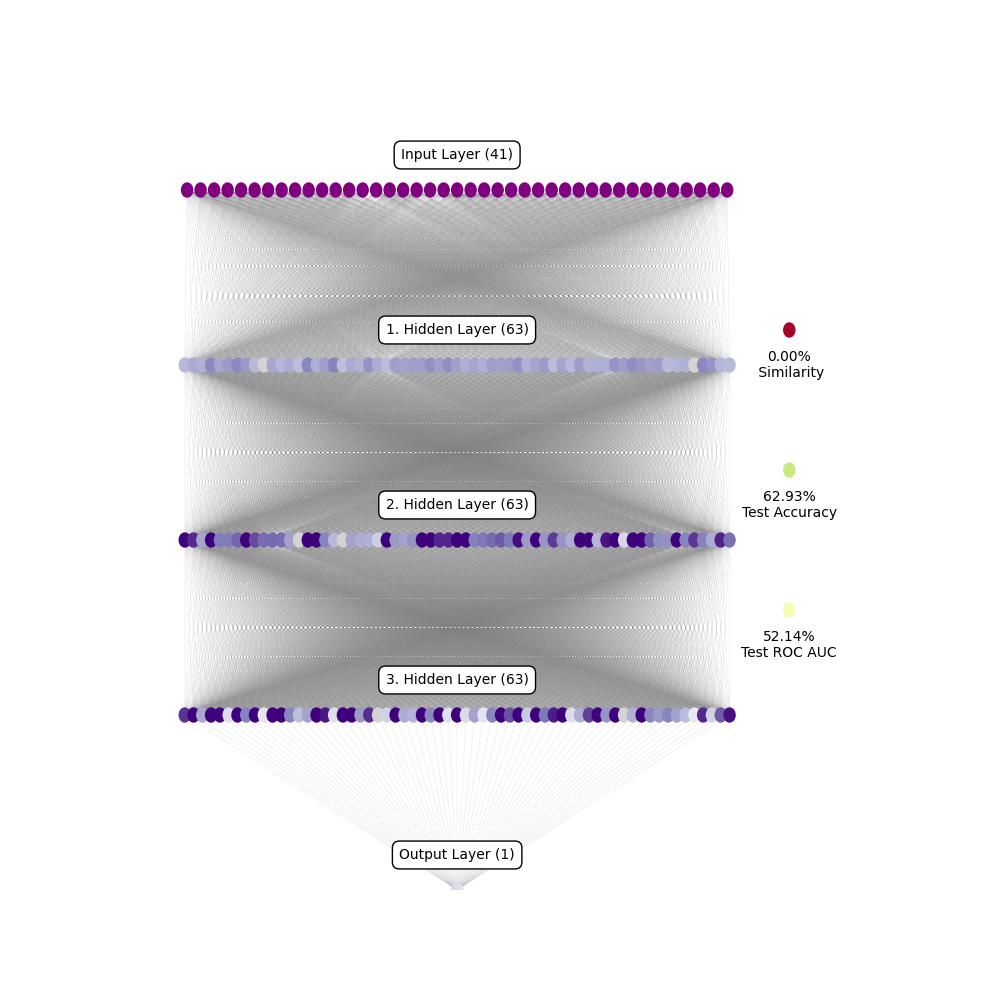 Input Layer (41)
1. Hidden Layer (63)
0.00%
Similarity
62.93%
Test Accuracy
2. Hidden Layer (63)
52.14%
Test ROC AUC
3. Hidden Layer (63)
Output Layer (1)